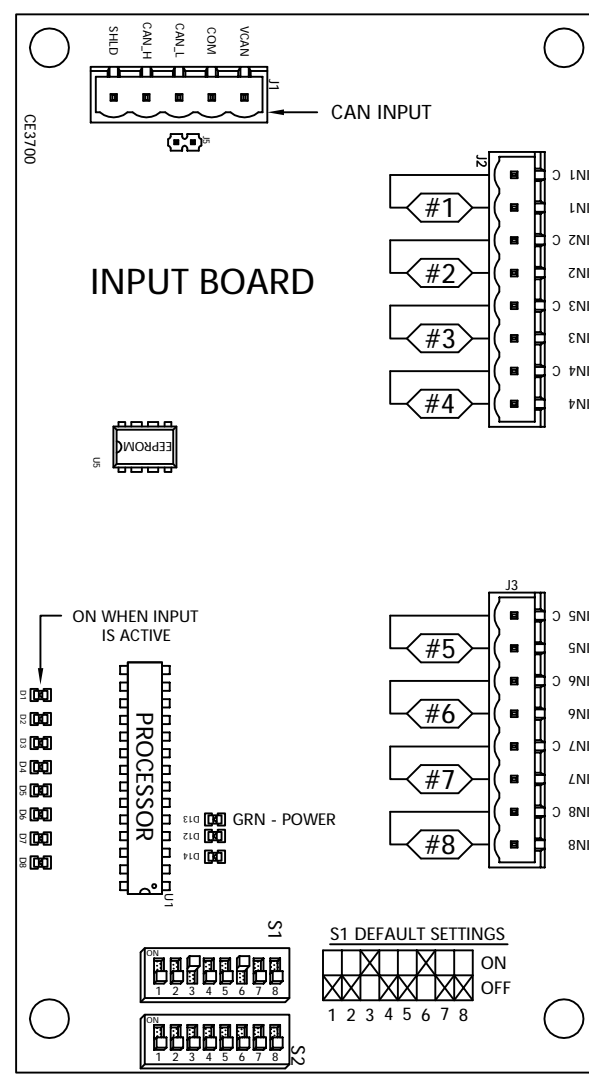 SHLD
CAN_H
CAN_L
COM
VCAN
J1
CAN INPUT
J5
CE3700
J2
IN1 C
IN1
IN2 C
IN2
IN3 C
IN3
IN4 C
IN4
#1
#2
#3
#4
INPUT BOARD
EEPROM
U5
J3
IN5 C
IN5
IN6 C
IN6
IN7 C
IN7
IN8 C
IN8
#5
#6
#7
#8
ON WHEN INPUT
IS ACTIVE
D1
D2
D3
D4
D5
D6
D7
D8
PROCESSOR
U1
D13
GRN - POWER
D12
D14
S1
ON
1 2 3 4 5 6 7 8
S1 DEFAULT SETTINGS
ON
OFF
1 2 3 4 5 6 7 8
ON
1 2 3 4 5 6 7 8
S2